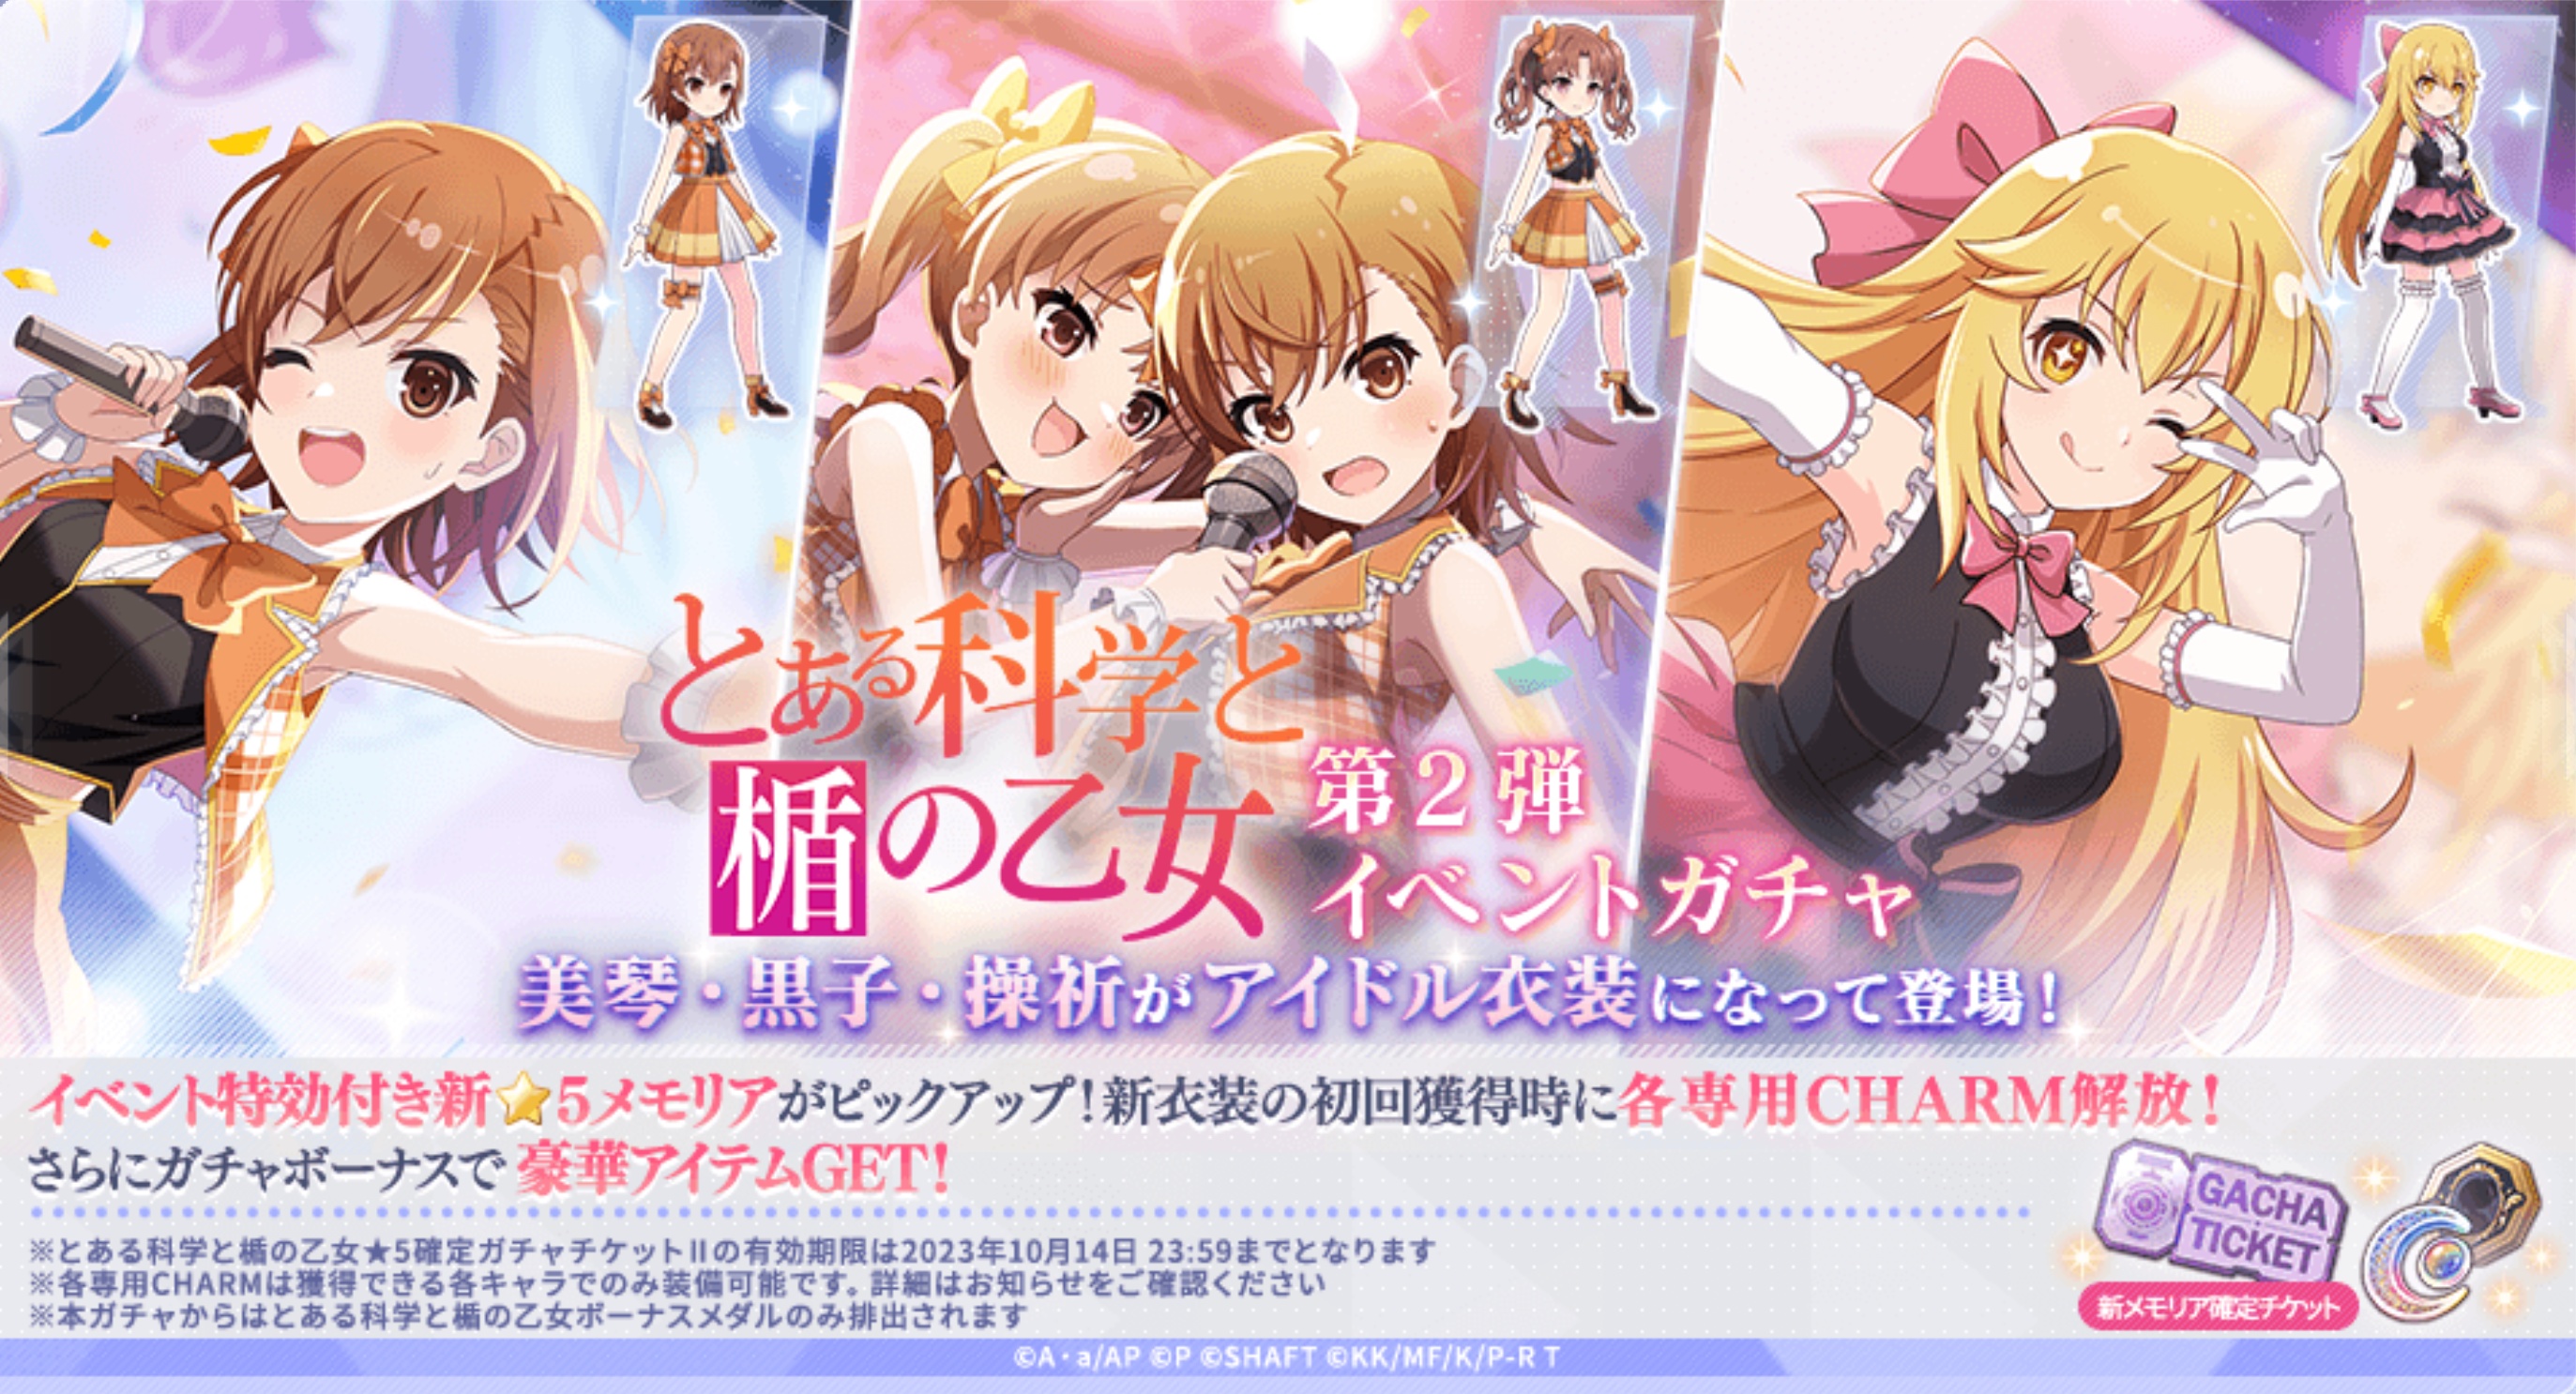 とある科学と
楯の乙女
第2弾
イベントガチャ
美琴・黒子・操祈がアイドル衣装になって登場！
イベント特効付き新⭐5メモリアがピックアップ！新衣装の初回獲得時に各専用CHARM解放！
さらにガチャボーナスで豪華アイテムGET！
GACHA
TICKET
新メモリア確定チケット
※とある科学と楯の乙女★5確定ガチャチケットⅡの有効期限は2023年10月14日 23:59までとなります
※各専用CHARMは獲得できる各キャラでのみ装備可能です。詳細はお知らせをご確認ください
※本ガチャからはとある科学と楯の乙女ボーナスメダルのみ排出されます
©A・a/AP ©P ©SHAFT ©KK/MF/K/P-R T